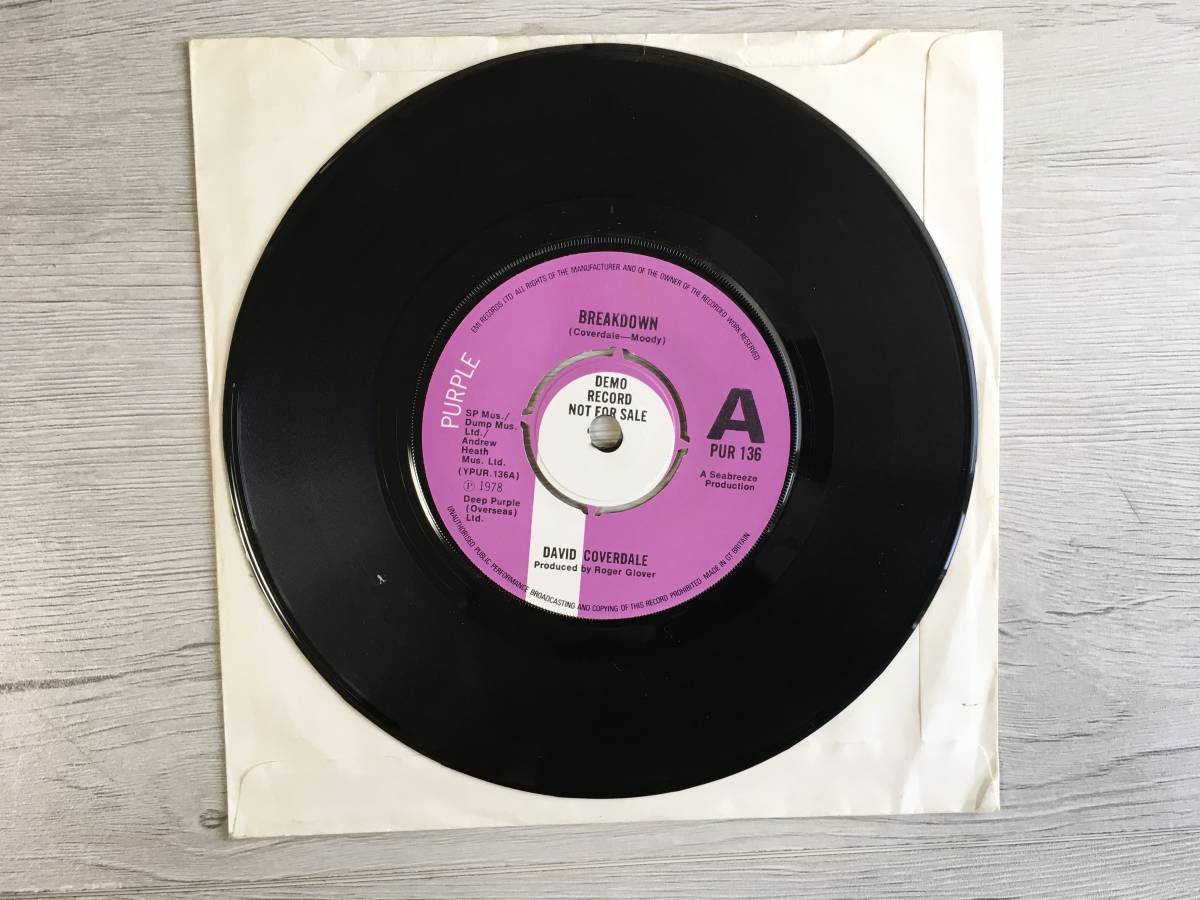 EMI RECORDS LTD ALL RIGHTS OF THE MANUFACTURER AND OF THE OWNER OF THE RECORDED WORK RESERVED
BREAKDOWN
(Coverdale—Moody)
PURPLE
DEMO
RECORD
NOT FOR SALE
A
PUR 136
A Seabreeze
Production
SP Mus./
Dump Mus.
Ltd./
Andrew
Heath
Mus. Ltd.
(YPUR.136A)
℗ 1978
Deep Purple
(Overseas)
Ltd.
DAVID COVERDALE
Produced by Roger Glover
UNAUTHORISED PUBLIC PERFORMANCE BROADCASTING AND COPYING OF THIS RECORD PROHIBITED MADE IN GT BRITAIN